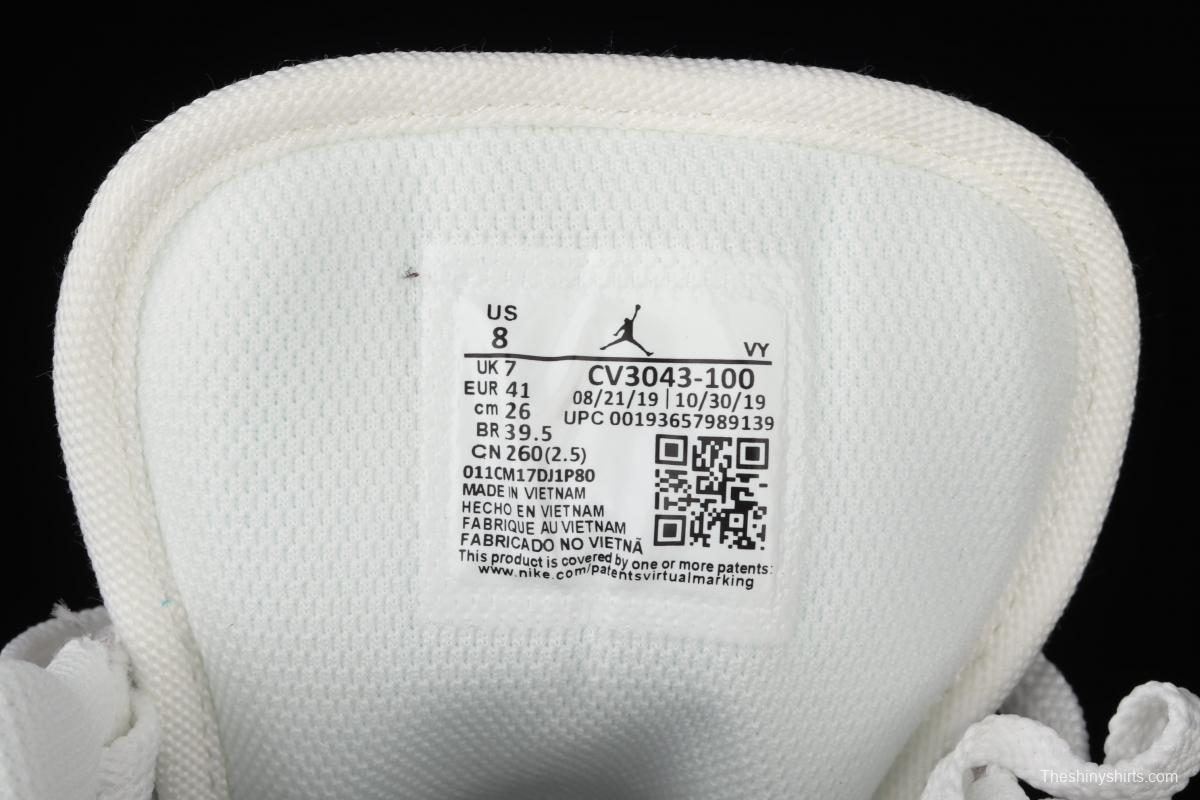 US
8
VY
UK 7
EUR 41
cm 26
BR 39.5
CN 260(2.5)
CV3043-100
08/21/19 | 10/30/19
UPC 00193657989139
011CM17DJ1P80
MADE IN VIETNAM
HECHO EN VIETNAM
FABRIQUE AU VIETNAM
FABRICADO NO VIETNÃ
This product is covered by one or more patents:
www.nike.com/patentsvirtualmarking
Theshinyshirts.com